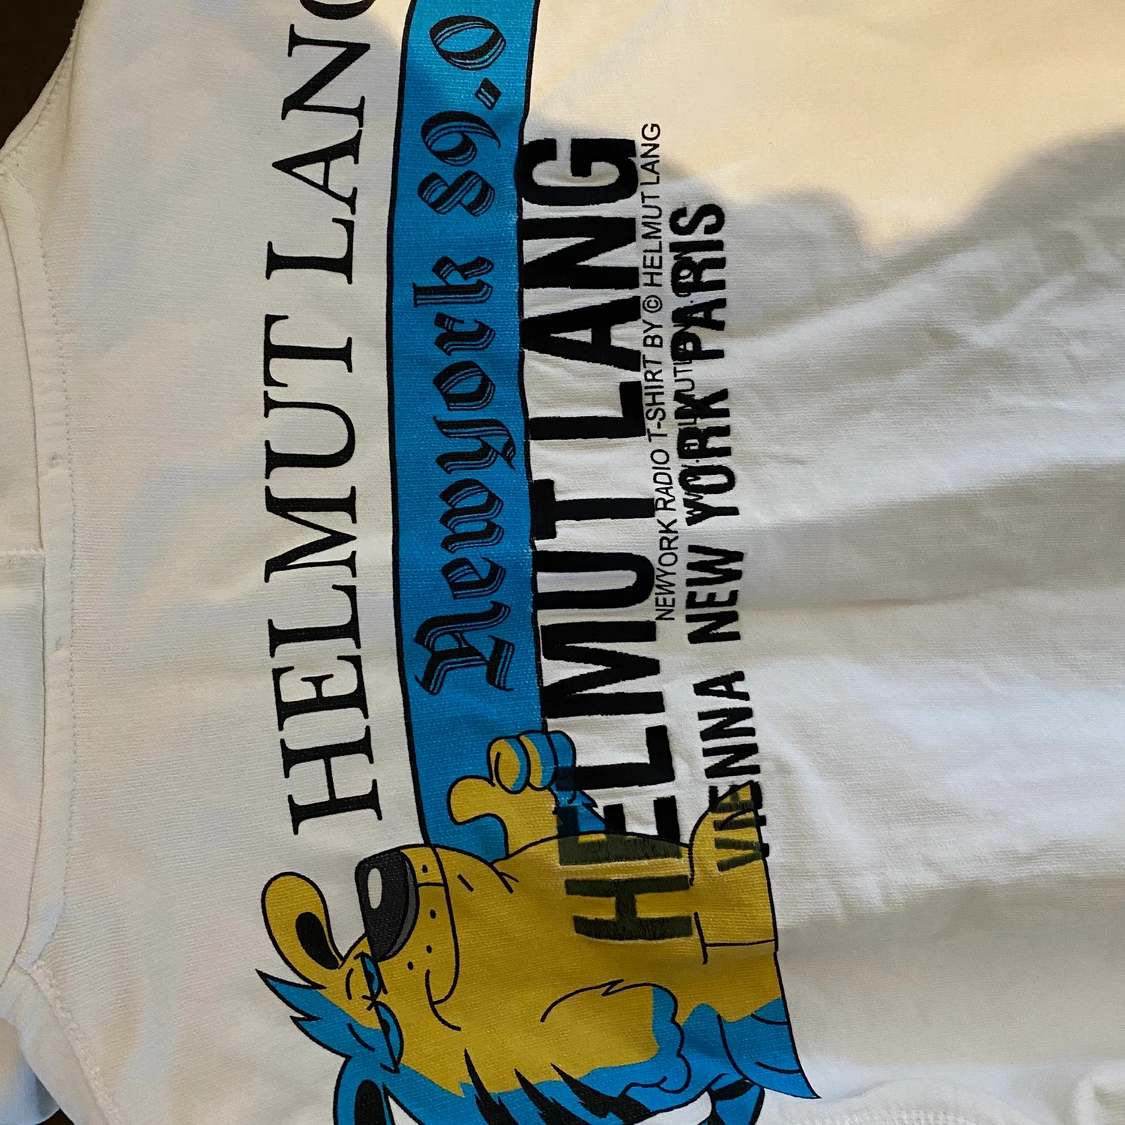 HELMUT LANG
Newyork 89.0
HELMUT LANG
NEWYORK RADIO T-SHIRT BY © HELMUT LANG
VIENNA NEW YORK PARIS